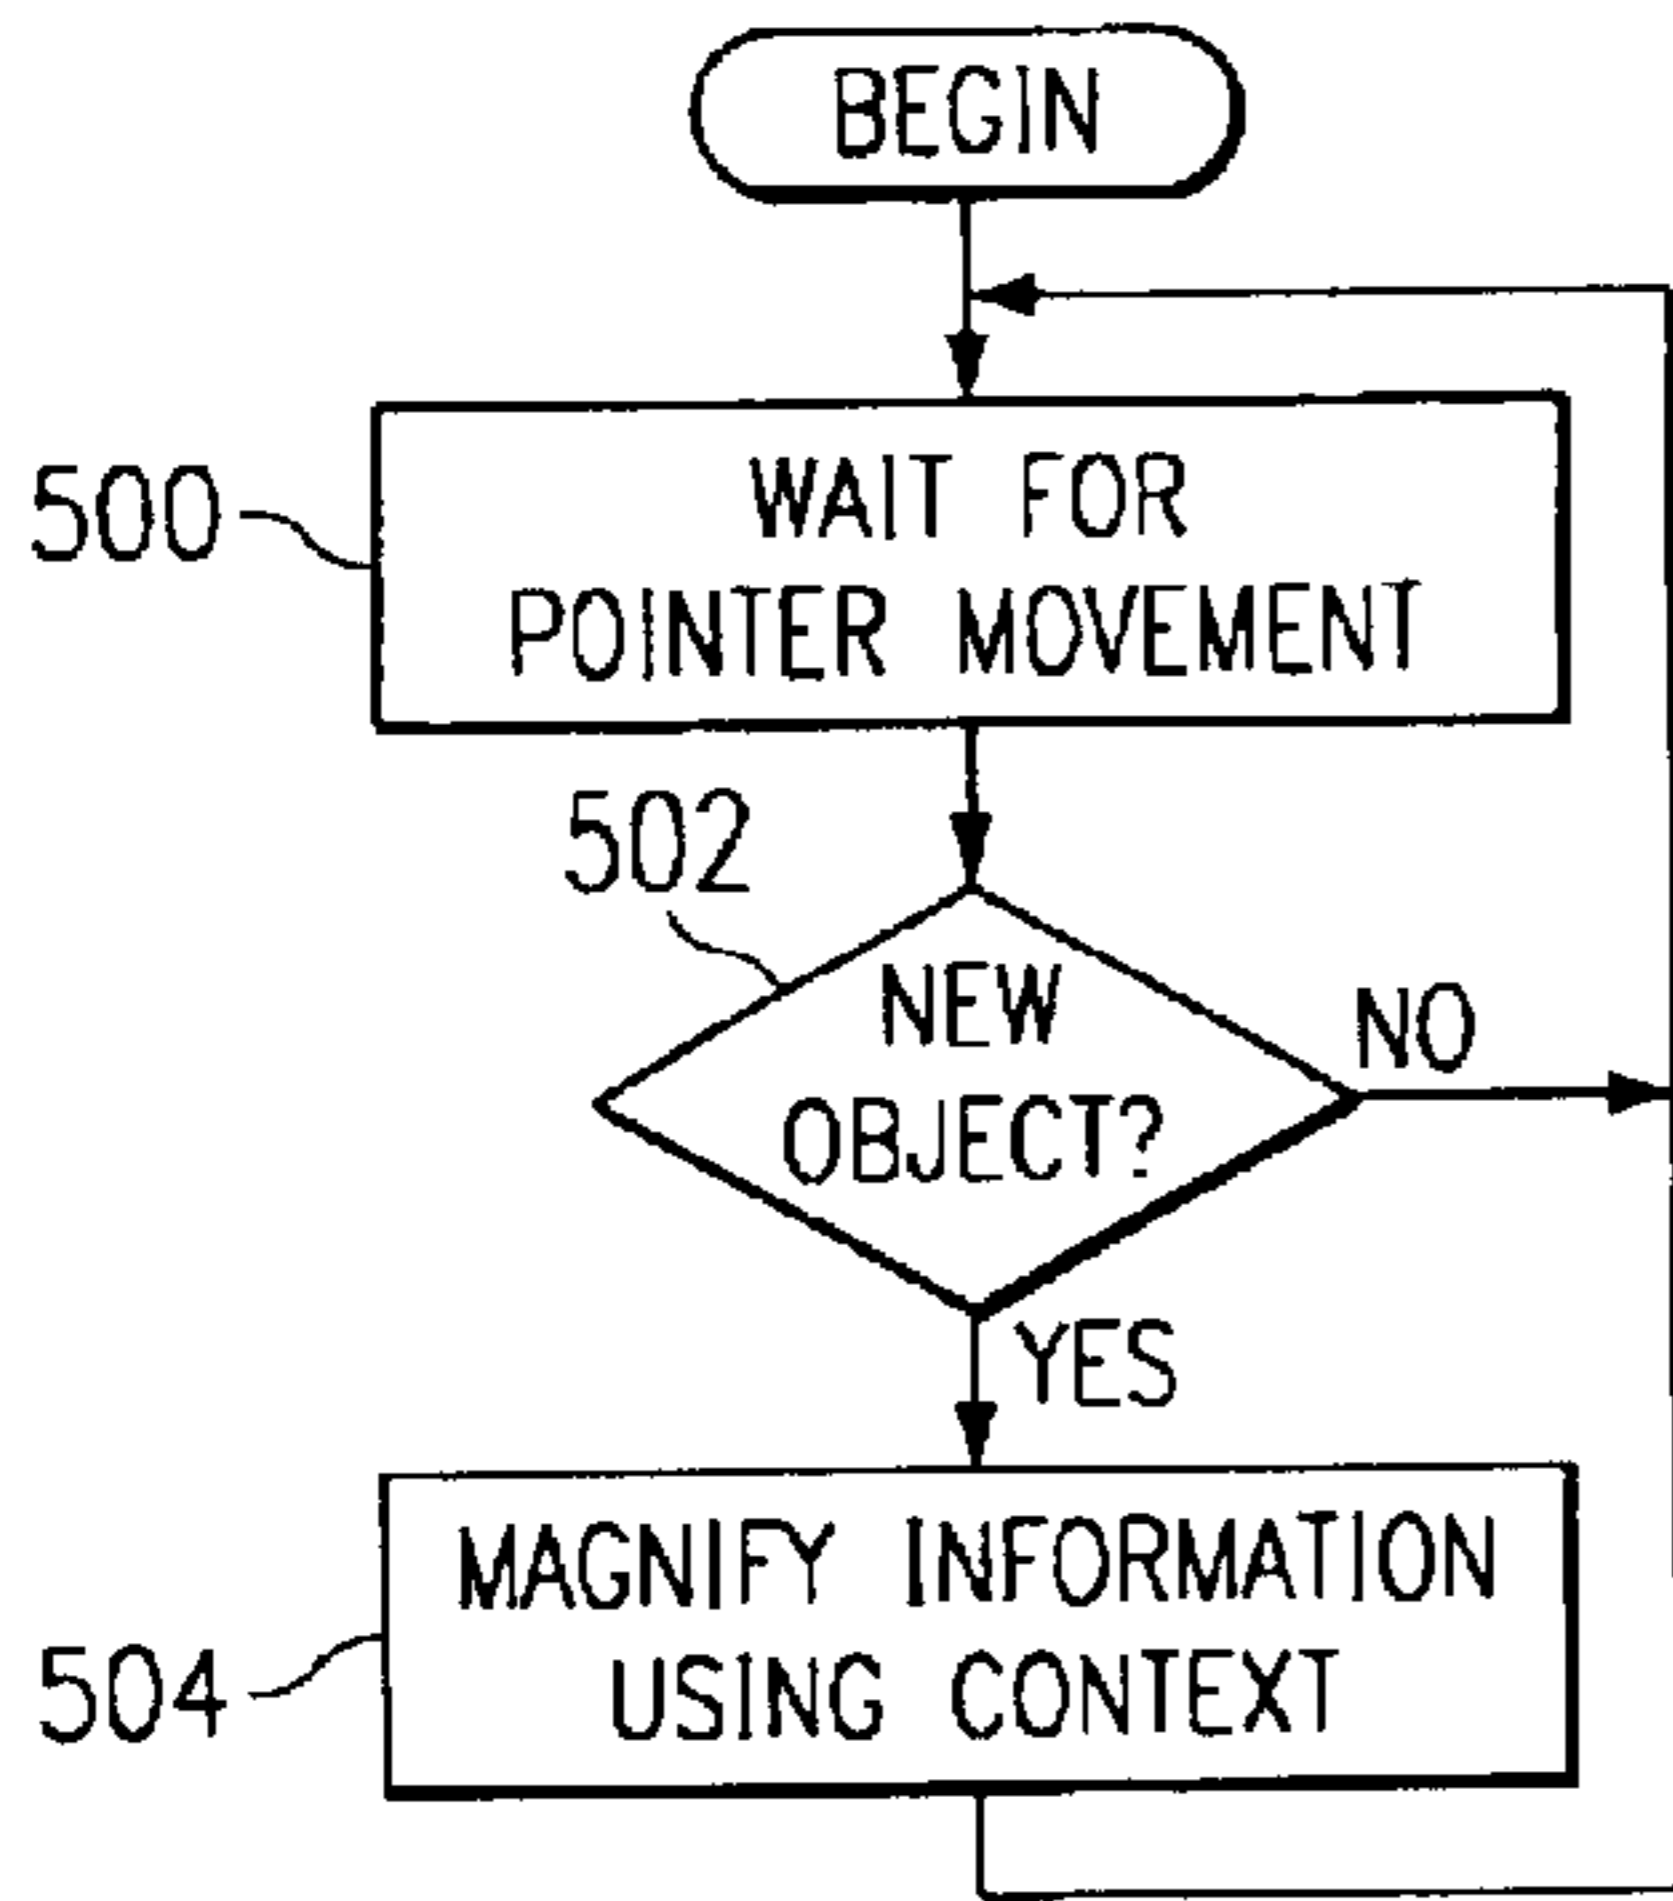 BEGIN
500
WAIT FOR
POINTER MOVEMENT
502
NEW
OBJECT?
NO
YES
504
MAGNIFY INFORMATION
USING CONTEXT